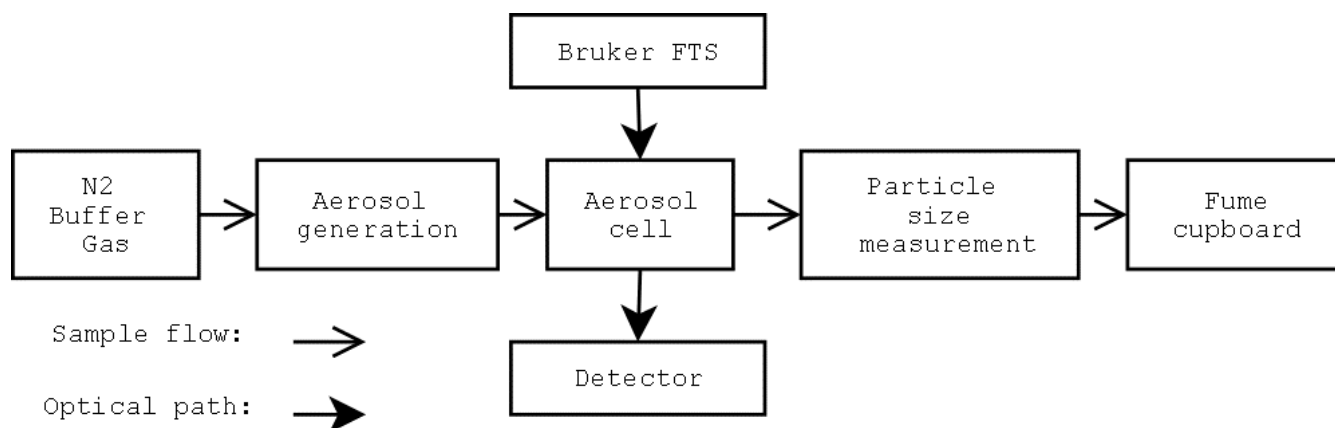 Bruker FTS
N2
Buffer
Gas
Aerosol
generation
Aerosol
cell
Particle
size
measurement
Fume
cupboard
Sample flow:
Detector
Optical path: